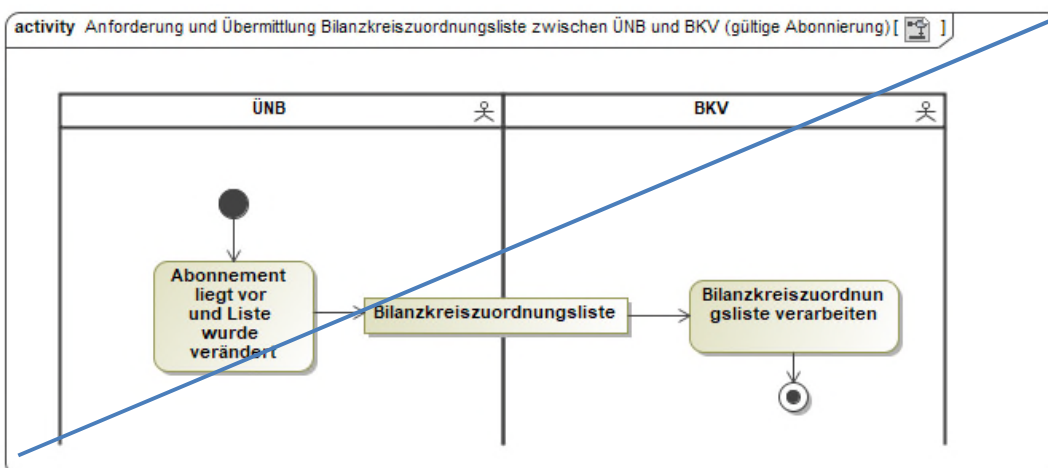 activity Anforderung und Übermittlung Bilanzkreiszuordnungsliste zwischen ÜNB und BKV (gültige Abonnierung) [ ]
ÜNB
BKV
Abonnement
liegt vor
und Liste
wurde
verändert
Bilanzkreiszuordnungsliste
Bilanzkreiszuordnun
gsliste verarbeiten